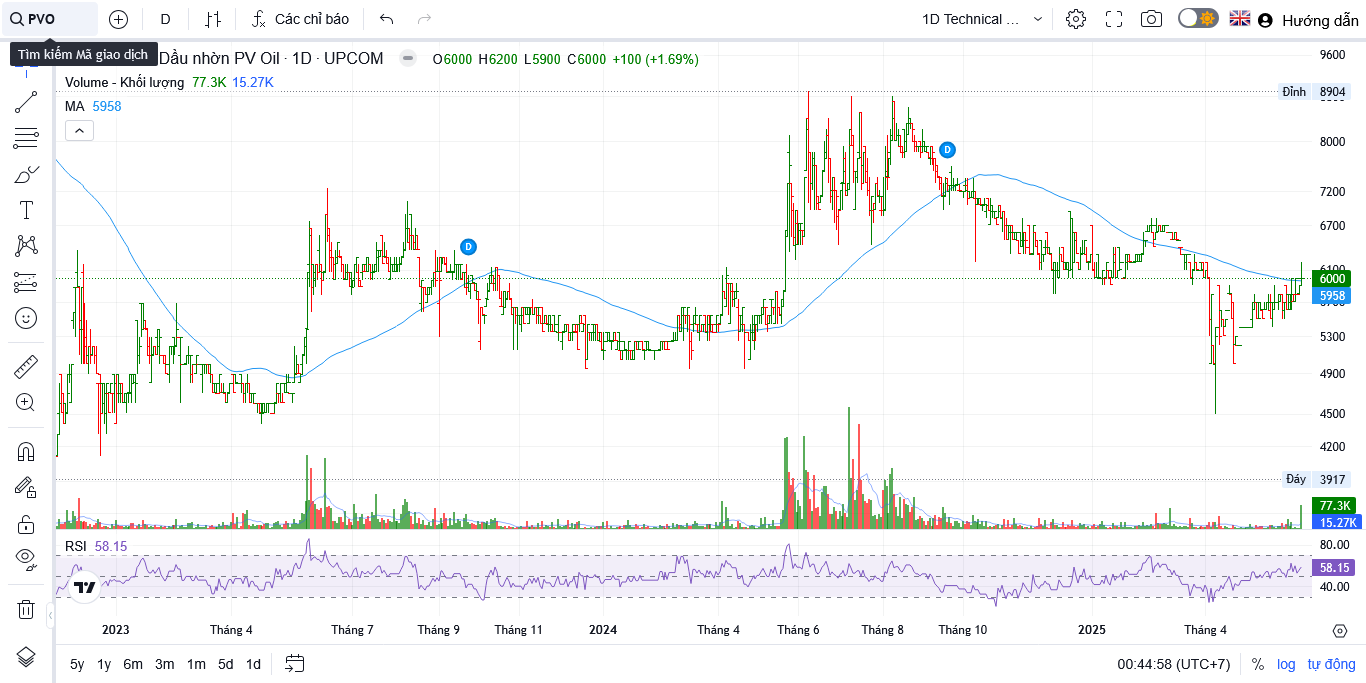 PVO
D
Các chỉ báo
1D Technical ...
Hướng dẫn
Tìm kiếm Mã giao dịch
Dầu nhờn PV Oil · 1D · UPCOM
O6000 H6200 L5900 C6000 +100 (+1.69%)
Volume - Khối lượng 77.3K 15.27K
MA 5958
9600
Đỉnh 8904
8000
D
7200
6700
D
6000
5958
5300
4900
4500
4200
Đáy 3917
77.3K
15.27K
RSI 58.15
80.00
58.15
40.00
2023 Tháng 4 Tháng 7 Tháng 9 Tháng 11 2024 Tháng 4 Tháng 6 Tháng 8 Tháng 10 2025 Tháng 4
5y 1y 6m 3m 1m 5d 1d
00:44:58 (UTC+7) % log tự động